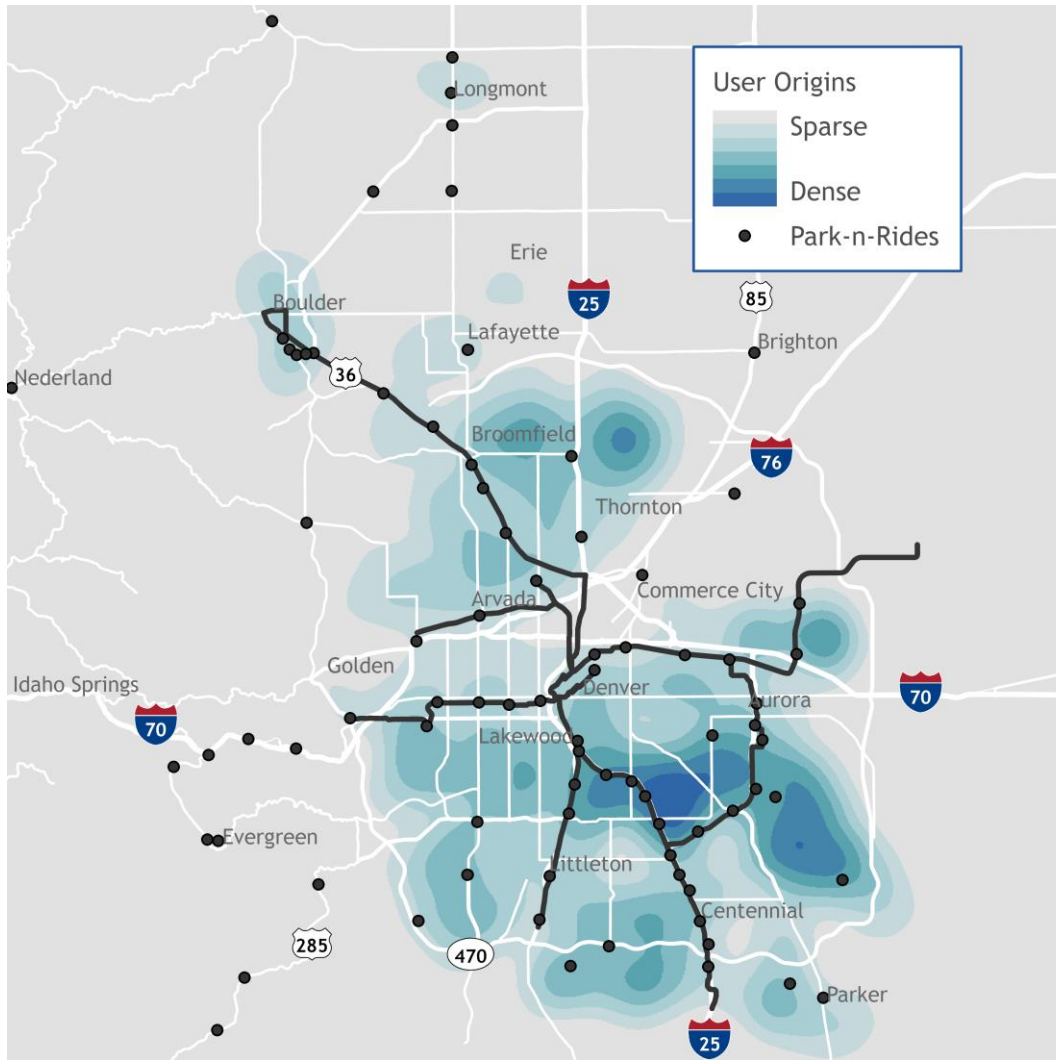 User Origins
Sparse
Dense
Park-n-Rides
Longmont
Erie
25
85
Boulder
Lafayette
Brighton
36
Nederland
Broomfield
76
Thornton
Commerce City
Arvada
Golden
Idaho Springs
Denver
70
Aurora
70
Lakewood
Evergreen
Littleton
Centennial
285
470
Parker
25